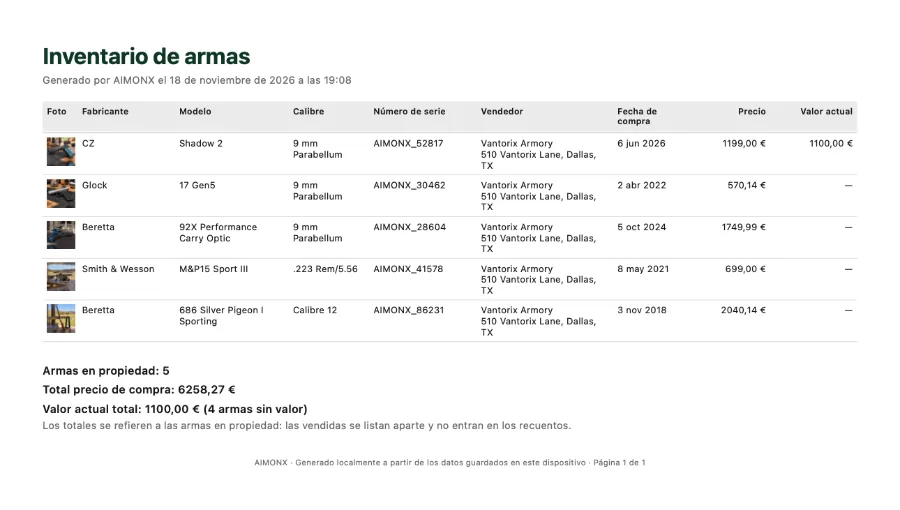 Inventario de armas
Generado por AIMONX el 18 de noviembre de 2026 a las 19:08
Foto Fabricante Modelo Calibre Número de serie Vendedor Fecha de compra Precio Valor actual
CZ Shadow 2 9 mm Parabellum AIMONX_52817 Vantorix Armory 510 Vantorix Lane, Dallas, TX 6 jun 2026 1199,00 € 1100,00 €
Glock 17 Gen5 9 mm Parabellum AIMONX_30462 Vantorix Armory 510 Vantorix Lane, Dallas, TX 2 abr 2022 570,14 € —
Beretta 92X Performance Carry Optic 9 mm Parabellum AIMONX_28604 Vantorix Armory 510 Vantorix Lane, Dallas, TX 5 oct 2024 1749,99 € —
Smith & Wesson M&P15 Sport III .223 Rem/5.56 AIMONX_41578 Vantorix Armory 510 Vantorix Lane, Dallas, TX 8 may 2021 699,00 € —
Beretta 686 Silver Pigeon I Sporting Calibre 12 AIMONX_86231 Vantorix Armory 510 Vantorix Lane, Dallas, TX 3 nov 2018 2040,14 € —
Armas en propiedad: 5
Total precio de compra: 6258,27 €
Valor actual total: 1100,00 € (4 armas sin valor)
Los totales se refieren a las armas en propiedad: las vendidas se listan aparte y no entran en los recuentos.
AIMONX · Generado localmente a partir de los datos guardados en este dispositivo · Página 1 de 1